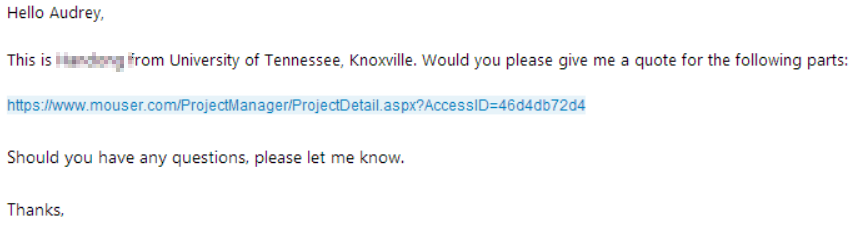 Hello Audrey,
This is from University of Tennessee, Knoxville. Would you please give me a quote for the following parts:
https://www.mouser.com/ProjectManager/ProjectDetail.aspx?AccessID=46d4db72d4
Should you have any questions, please let me know.
Thanks,